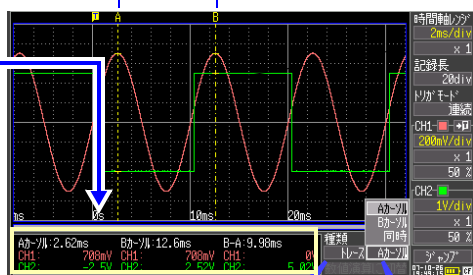 T A B
時間軸レンジ
2ms/div
x 1
記録長
20div
トリガモード
連続
CH1-
200mV/div
x 1
50 %
CH2-
1V/div
x 1
50 %
ジャンプ
ms 0s 10ms 20ms
Aカーソル
Bカーソル
同時
種類
トレース Aカーソル
Aカーソル:2.62ms Bカーソル:12.6ms B-A:9.98ms
CH1: 708mV CH1: 708mV CH1: 0V
CH2: -2.5V CH2: 2.52V CH2: 5.02V